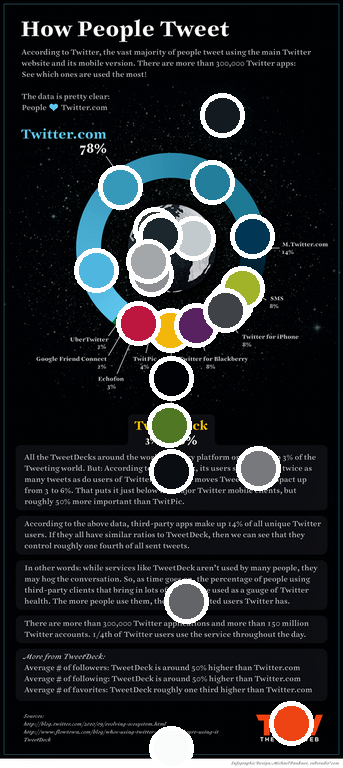 How People Tweet
According to Twitter, the vast majority of people tweet using the main Twitter
website and its mobile version. There are more than 300,000 Twitter apps:
See which ones are used the most!
The data is pretty clear:
People ❤ Twitter.com
Twitter.com
78%
M.Twitter.com
14%
SMS
8%
Twitter for iPhone
8%
Twitter for Blackberry
8%
TwitPic
4%
UberTwitter
2%
Google Friend Connect
2%
Echofon
3%
All the TweetDecks around the platform 3% of the
Tweeting world. But: According to , its users twice as
many tweets as do users of Twitter moves up
from 3 to 6%. That puts it just below Twitter mobile clients, but
roughly 50% more important than TwitPic.
According to the above data, third-party apps make up 14% of all unique Twitter
users. If they all have similar ratios to TweetDeck, then we can see that they
control roughly one fourth of all sent tweets.
In other words: while services like TweetDeck aren't used by many people, they
may hog the conversation. So, as time goes the percentage of people using
third-party clients that bring in lots of used as a gauge of Twitter
health. The more people use them, the users Twitter has.
There are more than 300,000 Twitter applications and more than 150 million
Twitter accounts. 1/4th of Twitter users use the service throughout the day.
More from TweetDeck:
Average # of followers: TweetDeck is around 50% higher than Twitter.com
Average # of following: TweetDeck is around 50% higher than Twitter.com
Average # of favorites: TweetDeck roughly one third higher than Twitter.com
Sources:
http://blog.twitter.com/2010/09/evolving-ecosystem.html
TweetDeck